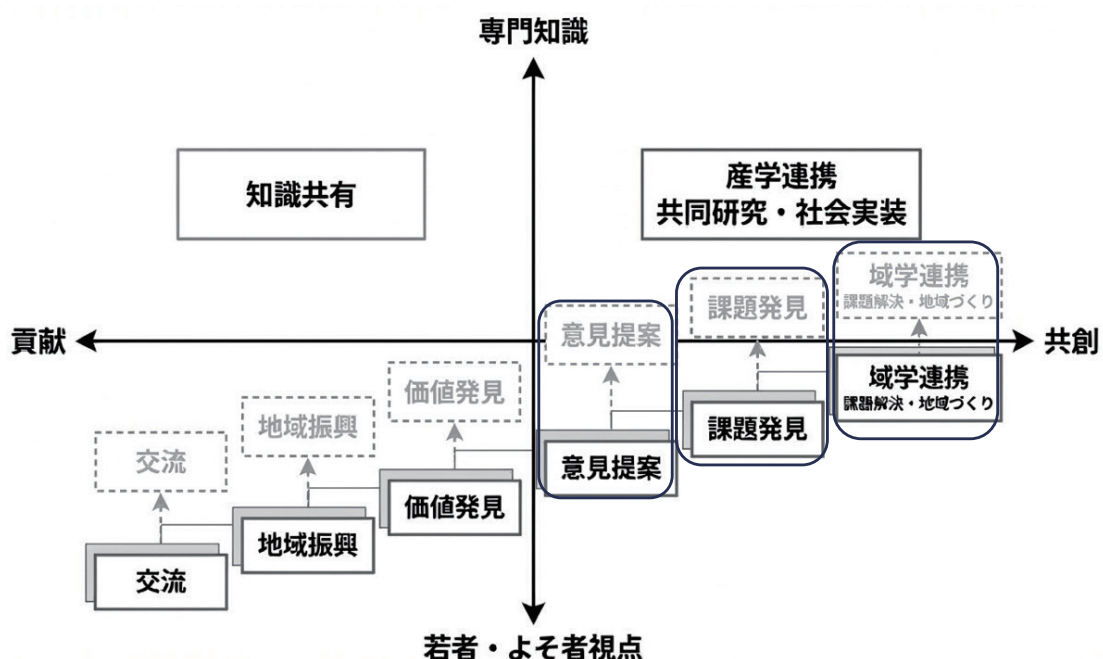 専門知識
知識共有
産学連携
共同研究・社会実装
域学連携
課題解決・地域づくり
課題発見
意見提案
貢献
共創
価値発見
地域振興
交流
域学連携
課題解決・地域づくり
課題発見
意見提案
価値発見
地域振興
交流
若者・よそ者視点